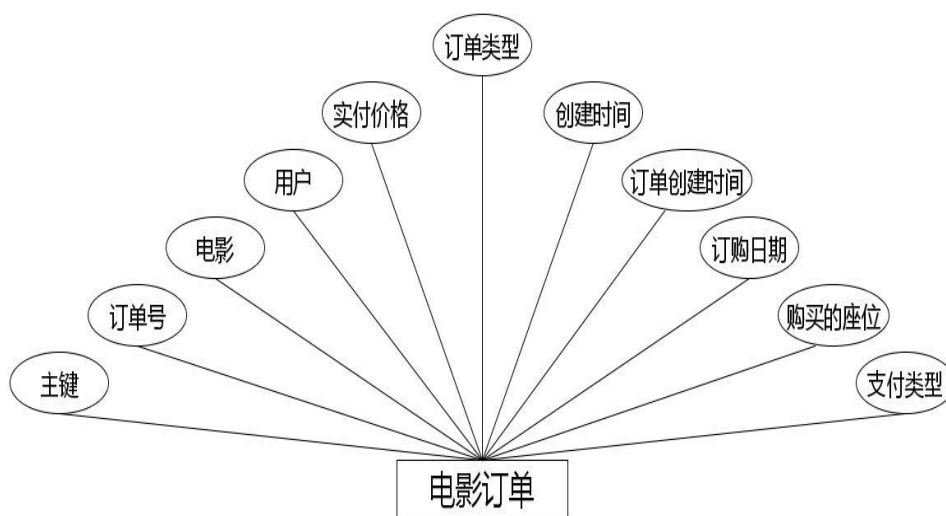 订单类型
实付价格
创建时间
用户
订单创建时间
电影
订购日期
订单号
购买的座位
主键
支付类型
电影订单